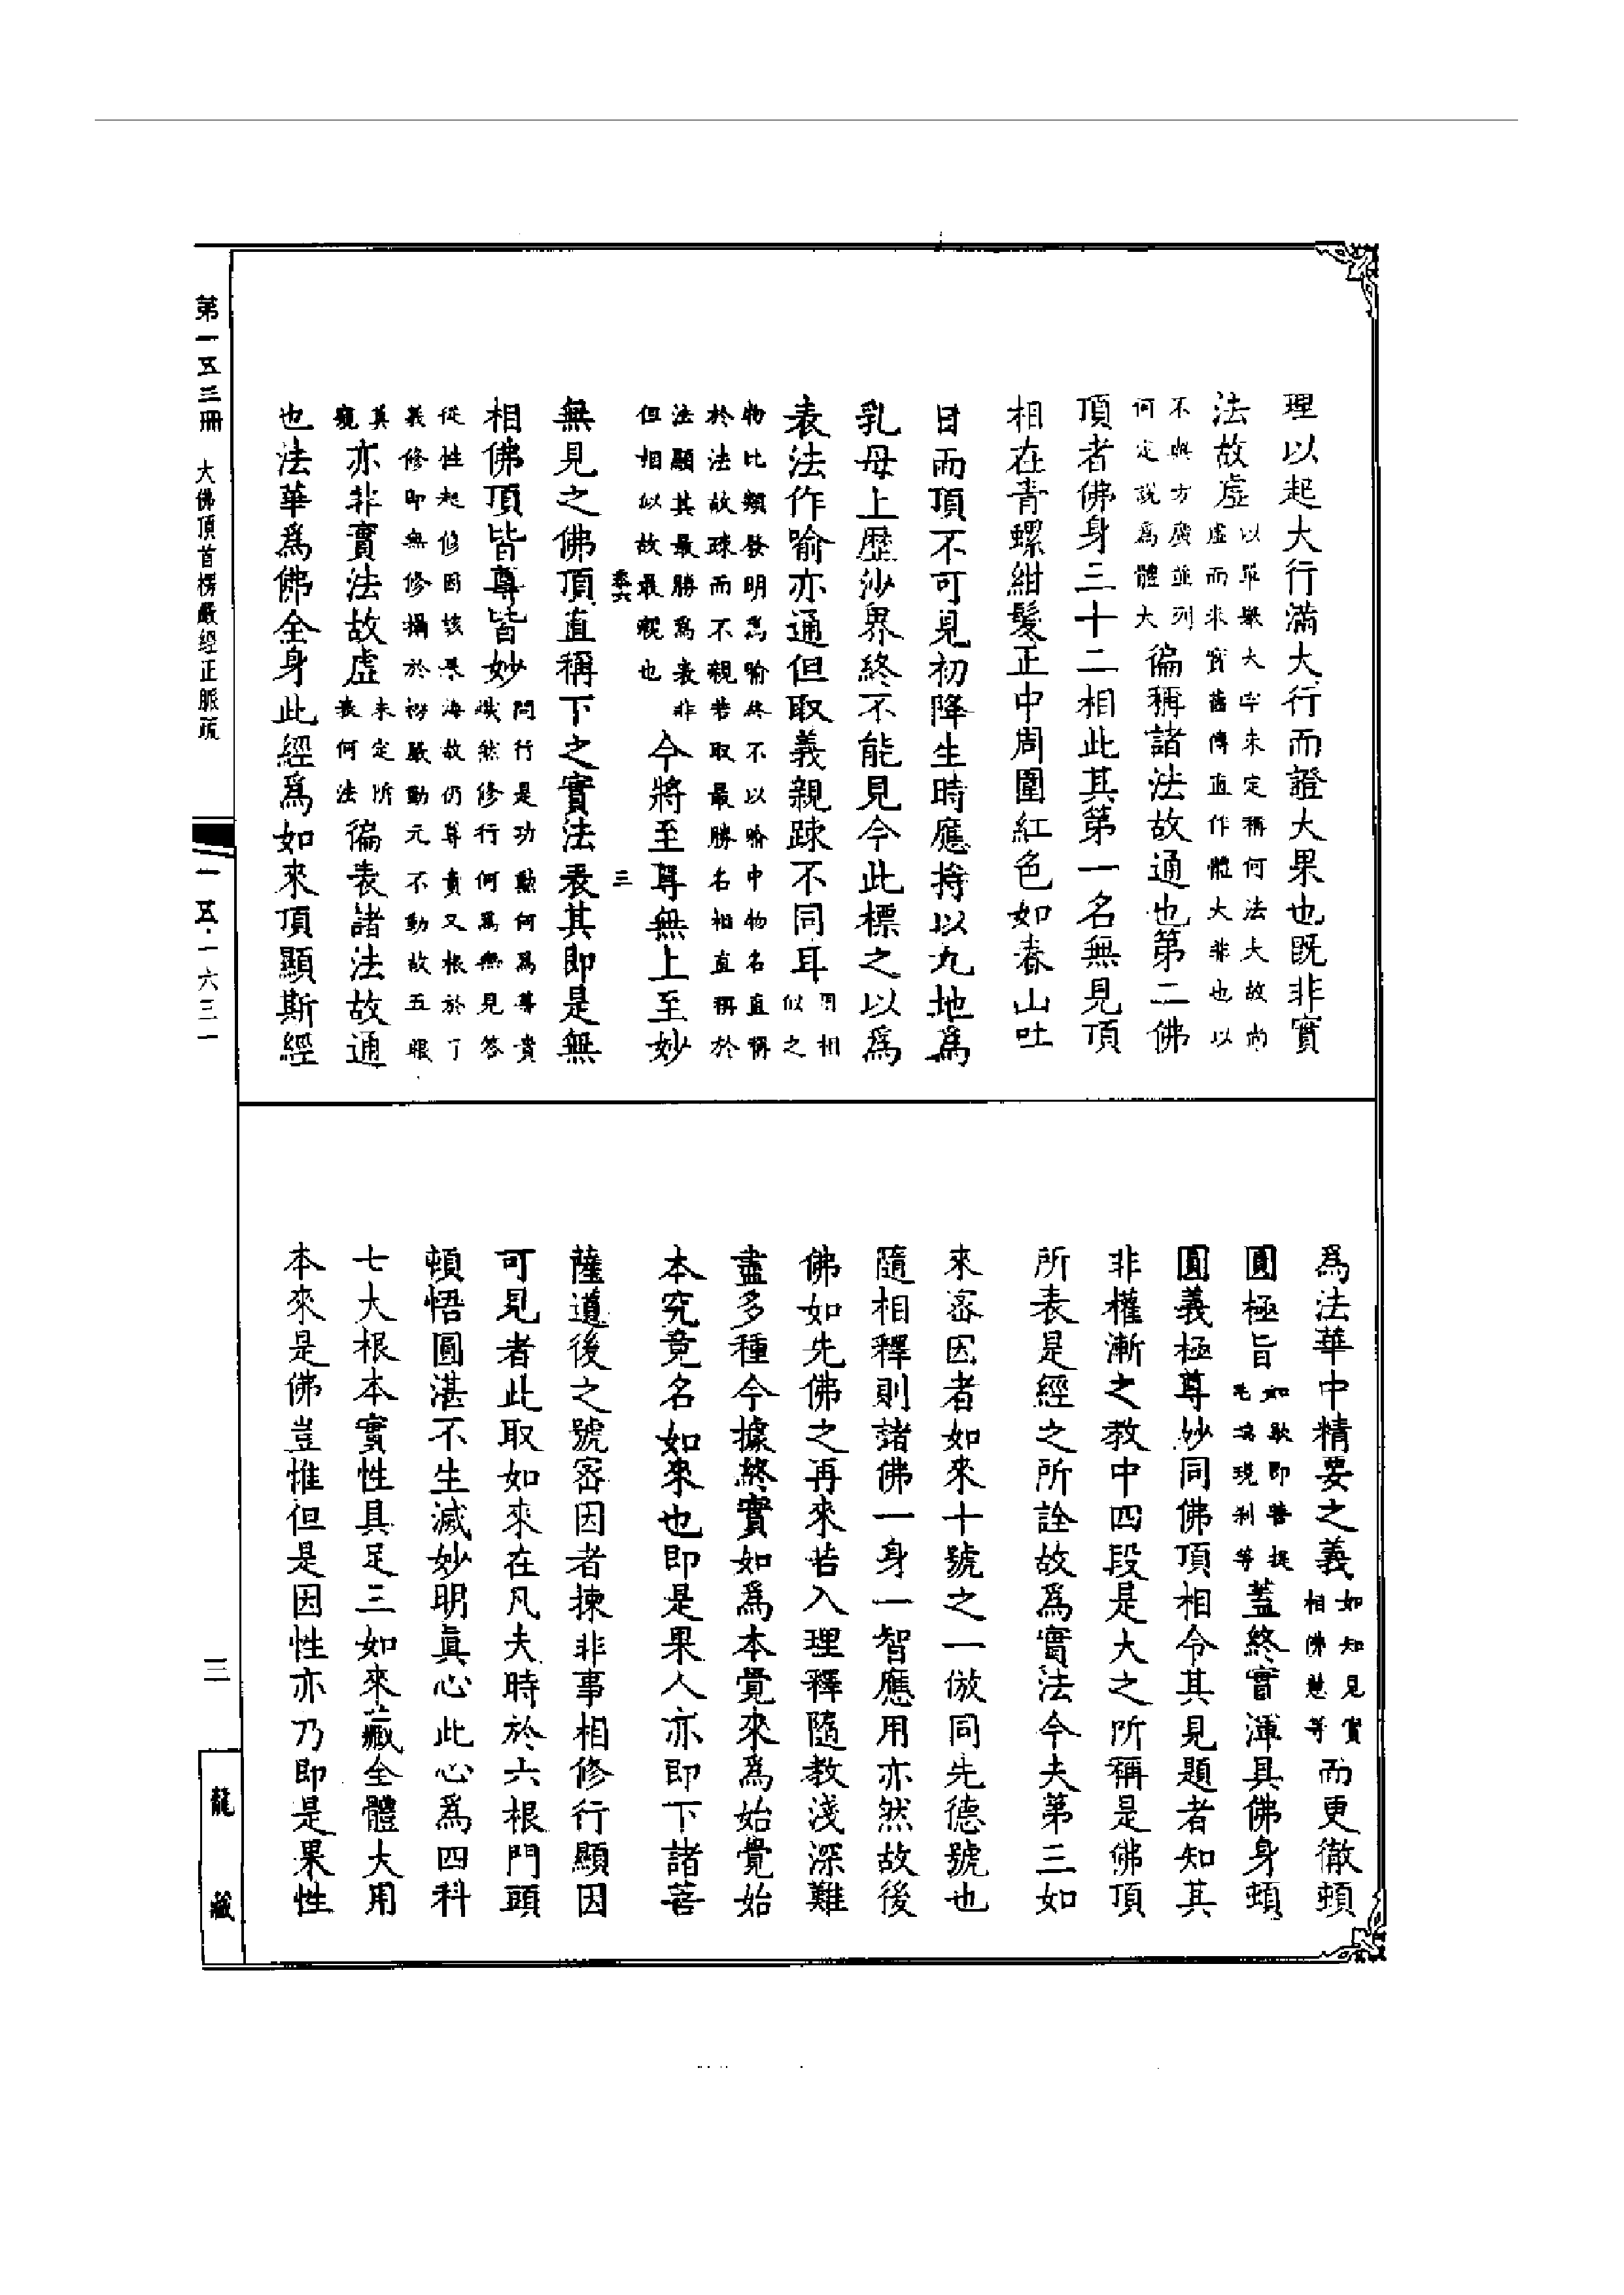 理以起大行滿大行而證大果也既非實
法故虛以單擧大字未定稱何法大故尚虛而未實舊傳直作體大非也以
不與方廣並列何定說爲體大徧稱諸法故通也第二佛
頂者佛身三十二相此其第一名無見頂
相在青螺紺髮正中周圍紅色如春山吐
日而頂不可見初降生時應持以九地爲
乳母上歷沙界終不能見今此標之以爲
表法作喻亦通但取義親踈不同耳用相似之
物比類發明爲喻終不以喻中物名直稱於法故踈而不親若取最勝名相直稱於
法顯其最勝爲表非但相似故最親也今將至尊無上至妙
卷六 三
無見之佛頂直稱下之實法表其即是無
相佛頂皆尊皆妙問行是功勲何爲尊貴熾然修行何爲無見答
從性起修因該果海故仍尊貴又根於了義修即無修攝於楞嚴動元不動故五眼
莫窺亦非實法故虛未定所表何法徧表諸法故通
也法華爲佛全身此經爲如來頂顯斯經
爲法華中精要之義如知見實相佛慧等而更徹頓
圓極旨如歇即菩提毛端現刹等蓋終實渾具佛身頓
圓義極尊妙同佛頂相令其見題者知其
非權漸之教中四段是大之所稱是佛頂
所表是經之所詮故爲實法今夫第三如
來密因者如來十號之一倣同先德號也
隨相釋則諸佛一身一智應用亦然故後
佛如先佛之再來若入理釋隨教淺深難
盡多種今據終實如爲本覺來爲始覺始
本究竟名如來也即是果人亦即下諸菩
薩道後之號密因者揀非事相修行顯因
可見者此取如來在凡夫時於六根門頭
頓悟圓湛不生滅妙明眞心此心爲四科
七大根本實性具足三如來藏全體大用
本來是佛豈惟但是因性亦乃即是果性
第一五三冊 大佛頂首楞嚴經正脈疏
一五·一六三一
三
龍藏